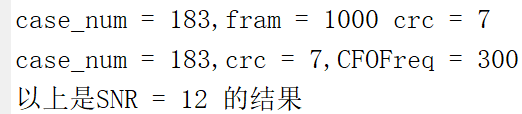 case_num = 183,fram = 1000 crc = 7
case_num = 183,crc = 7,CFOFreq = 300
以上是SNR = 12 的结果